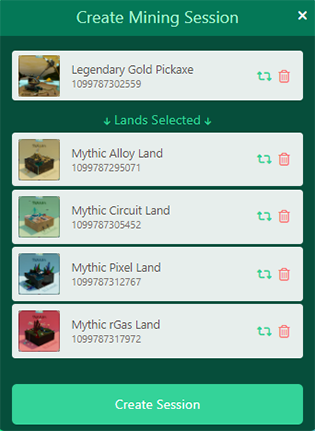 Create Mining Session
Legendary Gold Pickaxe
1099787302559
Lands Selected
Mythic Alloy Land
1099787295071
Mythic Circuit Land
1099787305452
Mythic Pixel Land
1099787312767
Mythic rGas Land
1099787317972
Create Session